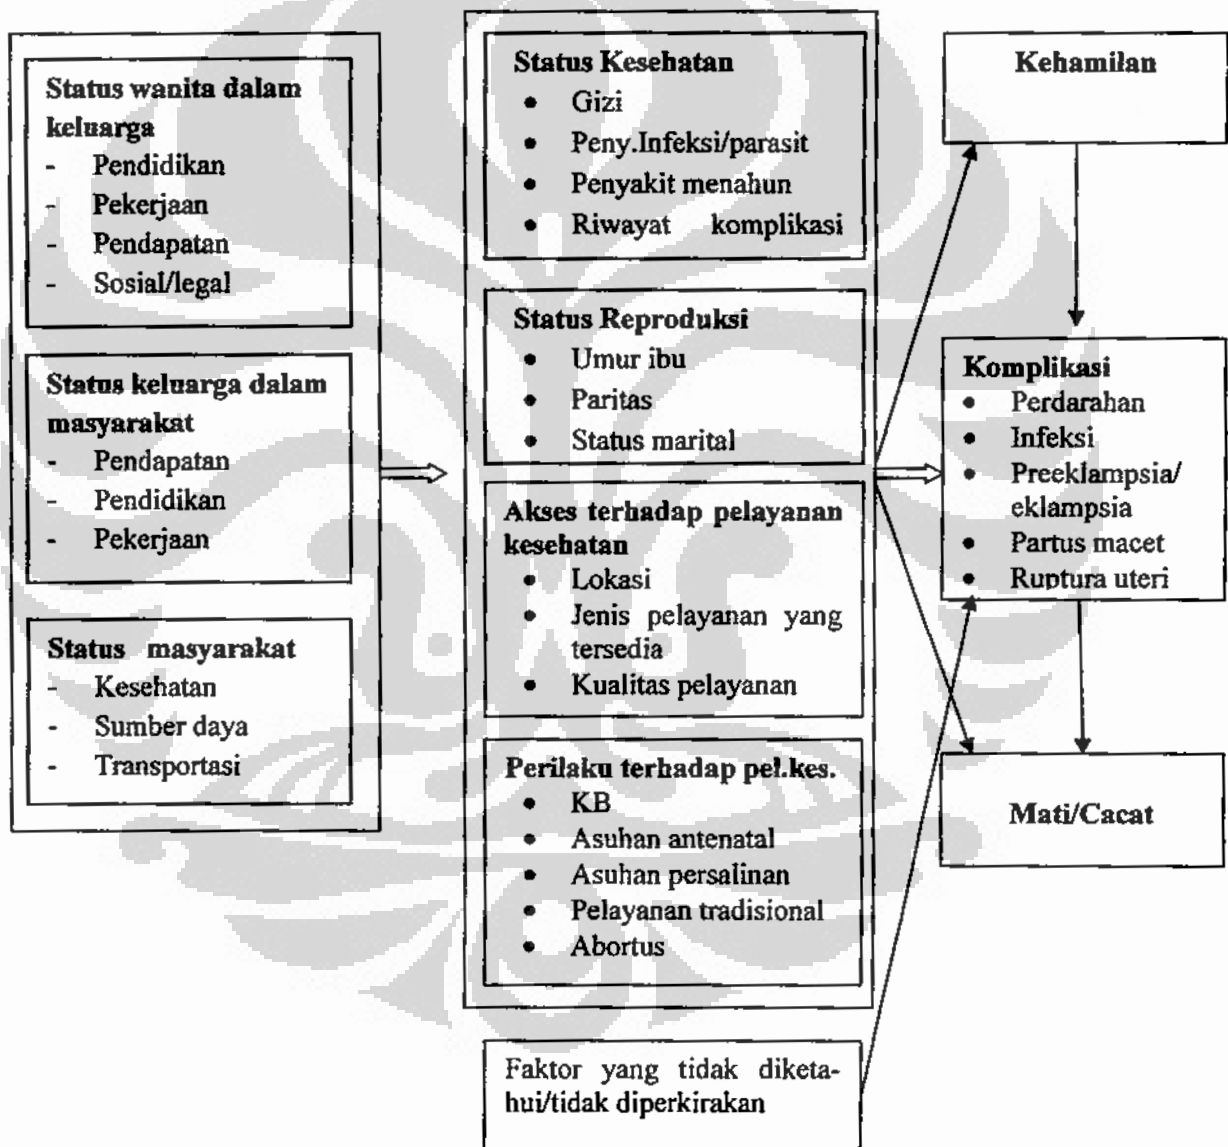 Status wanita dalam
keluarga
- Pendidikan
- Pekerjaan
- Pendapatan
- Sosial/legal
Status keluarga dalam
masyarakat
- Pendapatan
- Pendidikan
- Pekerjaan
Status masyarakat
- Kesehatan
- Sumber daya
- Transportasi
Status Kesehatan
• Gizi
• Peny.Infeksi/parasit
• Penyakit menahun
• Riwayat komplikasi
Status Reproduksi
• Umur ibu
• Paritas
• Status marital
Akses terhadap pelayanan
kesehatan
• Lokasi
• Jenis pelayanan yang
tersedia
• Kualitas pelayanan
Perilaku terhadap pel.kes.
• KB
• Asuhan antenatal
• Asuhan persalinan
• Pelayanan tradisional
• Abortus
Faktor yang tidak diketa-
hui/tidak diperkirakan
Kehamilan
Komplikasi
• Perdarahan
• Infeksi
• Preeklampsia/
eklampsia
• Partus macet
• Ruptura uteri
Mati/Cacat